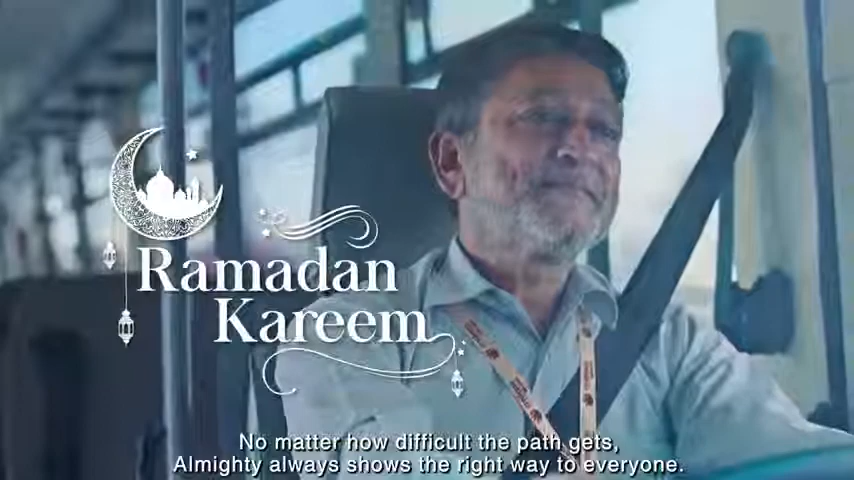 Ramadan
Kareem
No matter how difficult the path gets,
Almighty always shows the right way to everyone.